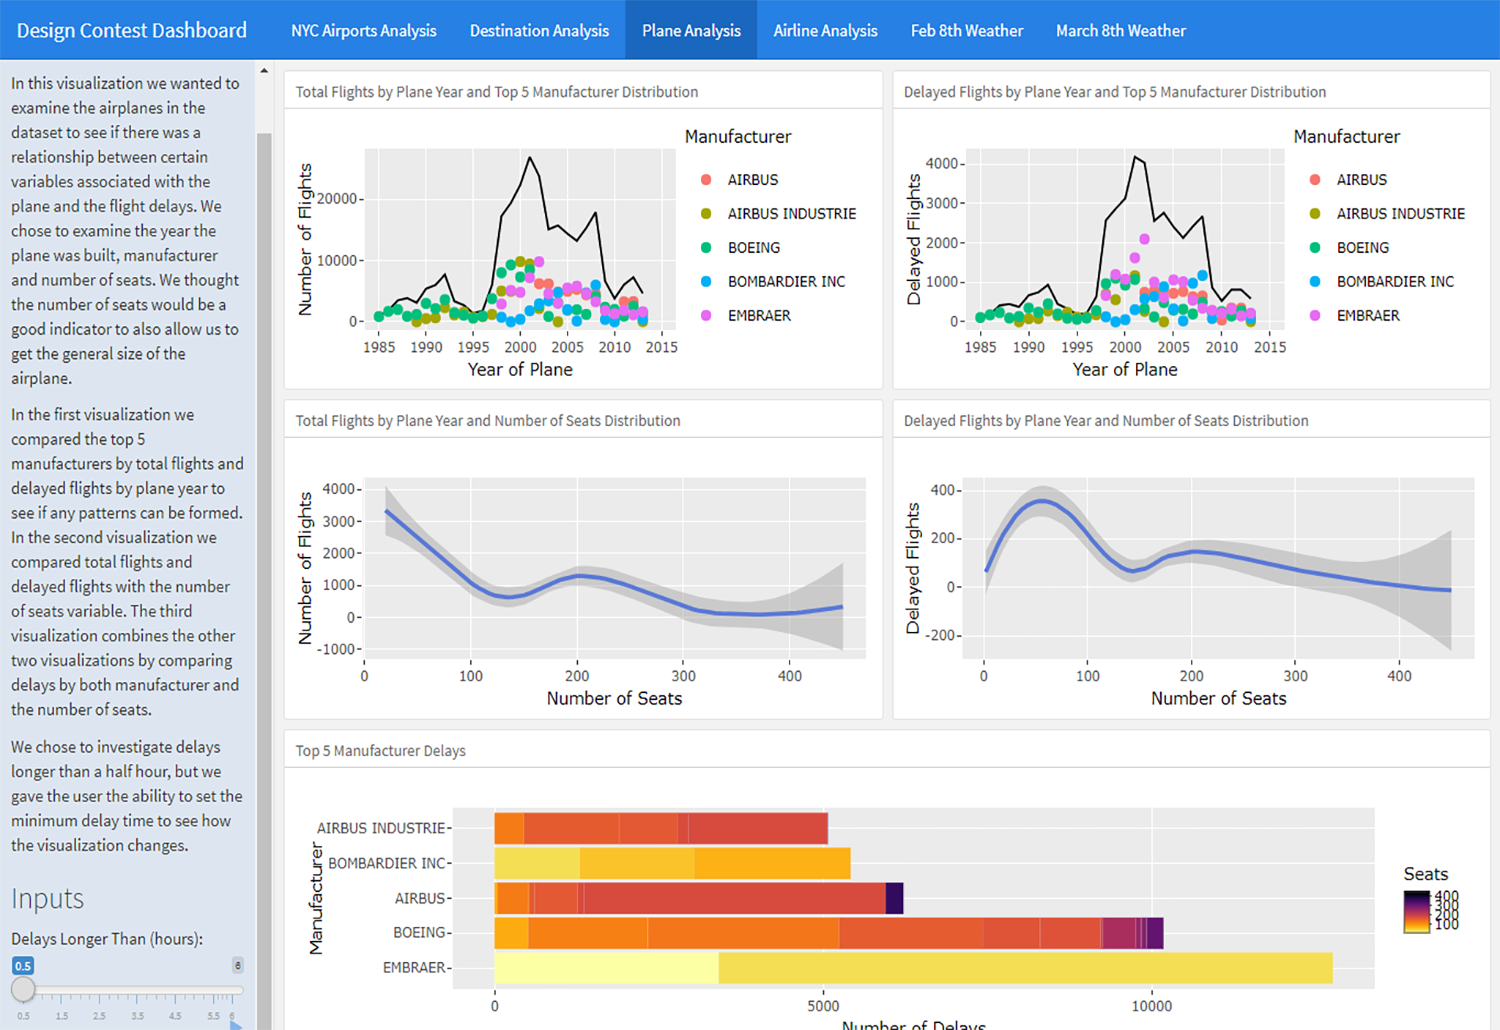 Design Contest Dashboard
NYC Airports Analysis
Destination Analysis
Plane Analysis
Airline Analysis
Feb 8th Weather
March 8th Weather
In this visualization we wanted to
examine the airplanes in the
dataset to see if there was a
relationship between certain
variables associated with the
plane and the flight delays. We
chose to examine the year the
plane was built, manufacturer
and number of seats. We thought
the number of seats would be a
good indicator to also allow us to
get the general size of the
airplane.
In the first visualization we
compared the top 5
manufacturers by total flights and
delayed flights by plane year to
see if any patterns can be formed.
In the second visualization we
compared total flights and
delayed flights with the number
of seats variable. The third
visualization combines the other
two visualizations by comparing
delays by both manufacturer and
the number of seats.
We chose to investigate delays
longer than a half hour, but we
gave the user the ability to set the
minimum delay time to see how
the visualization changes.
Inputs
Delays Longer Than (hours):
0.5
6
0.5 1.5 2.5 3.5 4.5 5.5 6
Total Flights by Plane Year and Top 5 Manufacturer Distribution
Number of Flights
20000
10000
0
1985 1990 1995 2000 2005 2010 2015
Year of Plane
Manufacturer
AIRBUS
AIRBUS INDUSTRIE
BOEING
BOMBARDIER INC
EMBRAER
Delayed Flights by Plane Year and Top 5 Manufacturer Distribution
Delayed Flights
4000
3000
2000
1000
0
1985 1990 1995 2000 2005 2010 2015
Year of Plane
Manufacturer
AIRBUS
AIRBUS INDUSTRIE
BOEING
BOMBARDIER INC
EMBRAER
Total Flights by Plane Year and Number of Seats Distribution
Number of Flights
4000
3000
2000
1000
0
-1000
0 100 200 300 400
Number of Seats
Delayed Flights by Plane Year and Number of Seats Distribution
Delayed Flights
400
200
0
-200
0 100 200 300 400
Number of Seats
Top 5 Manufacturer Delays
Manufacturer
AIRBUS INDUSTRIE
BOMBARDIER INC
AIRBUS
BOEING
EMBRAER
0 5000 10000
Number of Delays
Seats
400
300
200
100